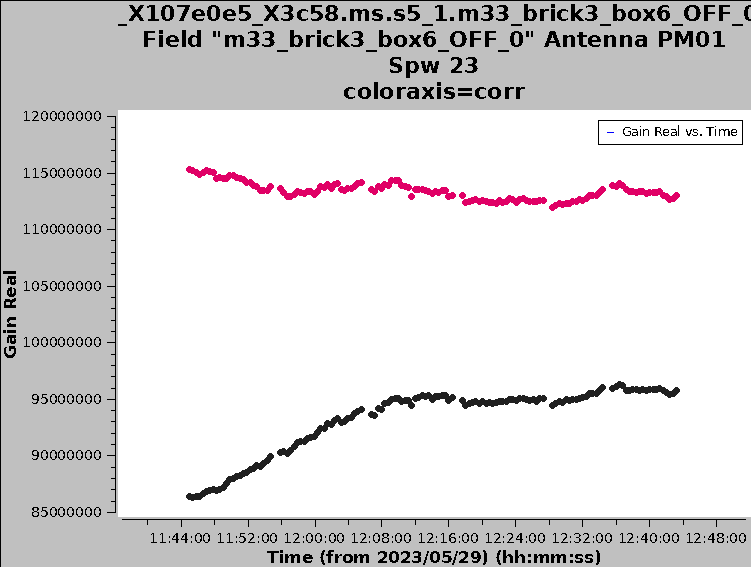 _X107e0e5_X3c58.ms.s5_1.m33_brick3_box6_OFF_0
Field "m33_brick3_box6_OFF_0" Antenna PM01
Spw 23
coloraxis=corr
Gain Real vs. Time
120000000
115000000
110000000
105000000
100000000
95000000
90000000
85000000
Gain Real
11:44:00 11:52:00 12:00:00 12:08:00 12:16:00 12:24:00 12:32:00 12:40:00 12:48:00
Time (from 2023/05/29) (hh:mm:ss)